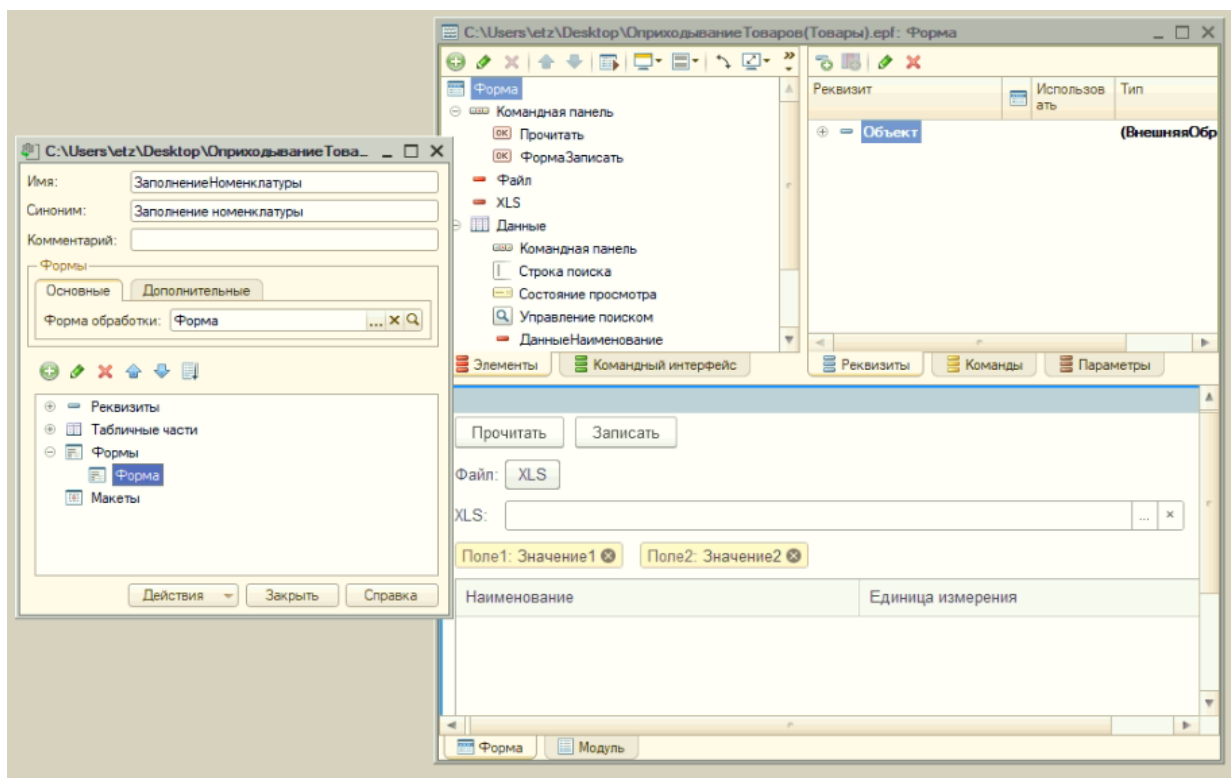 C:\Users\etz\Desktop\ОприходываниеТоваров(Товары).epf: Форма
Реквизит
Использовать
Тип
Форма
Командная панель
Прочитать
ФормаЗаписать
Файл
XLS
Данные
Командная панель
Строка поиска
Состояние просмотра
Управление поиском
ДанныеНаименование
Объект
(ВнешняяОбр
Элементы
Командный интерфейс
Реквизиты
Команды
Параметры
C:\Users\etz\Desktop\ОприходываниеТова...
Имя:
ЗаполнениеНоменклатуры
Синоним:
Заполнение номенклатуры
Комментарий:
Формы
Основные
Дополнительные
Форма обработки:
Форма
...
Реквизиты
Табличные части
Формы
Форма
Макеты
Действия
Закрыть
Справка
Прочитать
Записать
Файл:
XLS
XLS:
...
Поле1: Значение1
Поле2: Значение2
Наименование
Единица измерения
Форма
Модуль